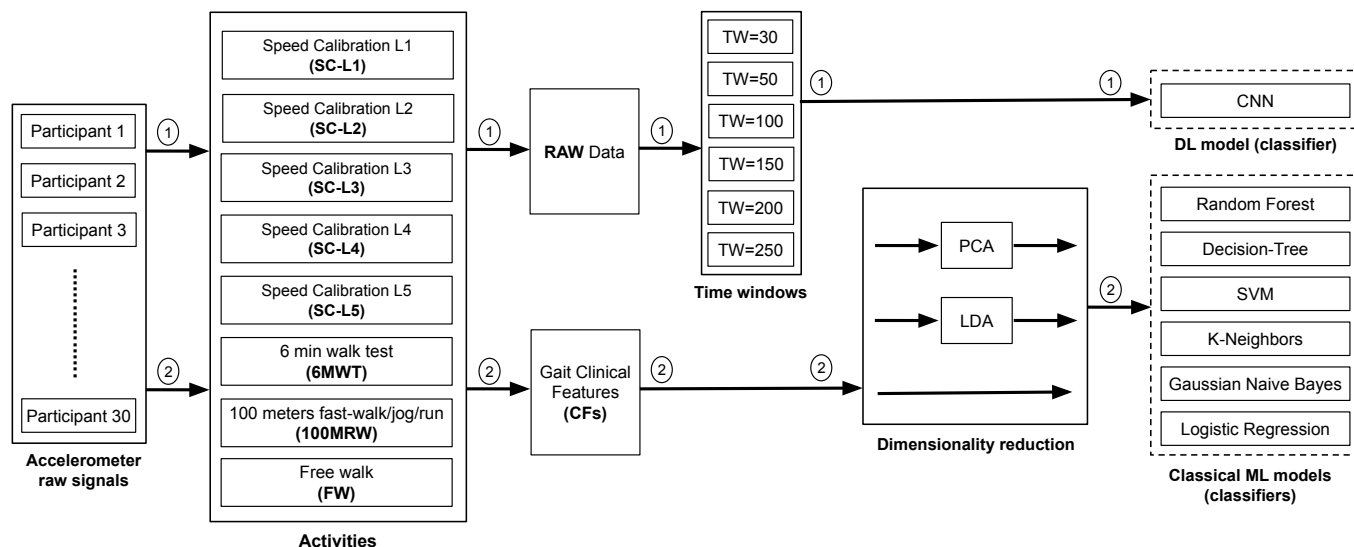 Participant 1
Participant 2
Participant 3
Participant 30
Accelerometer
raw signals
1
2
Speed Calibration L1
(SC-L1)
Speed Calibration L2
(SC-L2)
Speed Calibration L3
(SC-L3)
Speed Calibration L4
(SC-L4)
Speed Calibration L5
(SC-L5)
6 min walk test
(6MWT)
100 meters fast-walk/jog/run
(100MRW)
Free walk
(FW)
Activities
1
2
RAW Data
Gait Clinical
Features
(CFs)
1
2
TW=30
TW=50
TW=100
TW=150
TW=200
TW=250
Time windows
1
1
2
PCA
LDA
Dimensionality reduction
2
CNN
DL model (classifier)
Random Forest
Decision-Tree
SVM
K-Neighbors
Gaussian Naive Bayes
Logistic Regression
Classical ML models
(classifiers)